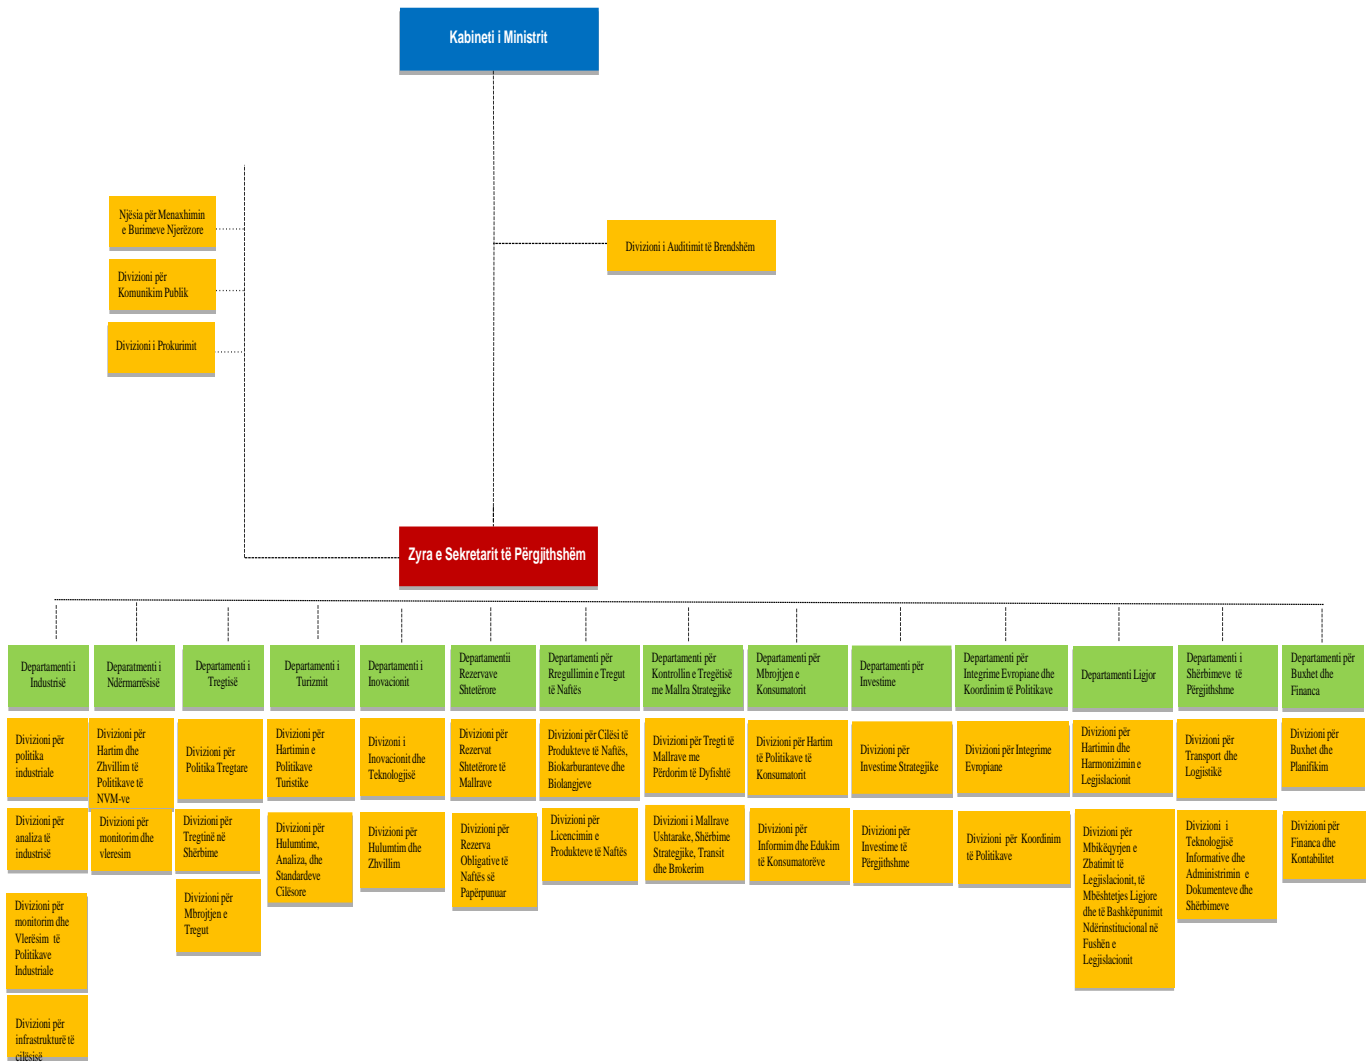 Kabineti i Ministrit
Njësia për Menaxhimin
e Burimeve Njerëzore
Divizioni i Auditimit të Brendshëm
Divizioni për
Komunikim Publik
Divizioni i Prokurimit
Zyra e Sekretarit të Përgjithshëm
Departamenti i
Industrisë
Deparatmenti i
Ndërmarrësisë
Departamenti i
Tregtisë
Departamenti i
Turizmit
Departamenti i
Inovacionit
Departamentii
Rezervave
Shtetërore
Departamenti për
Rregullimin e Tregut
të Naftës
Departamenti për
Kontrollin e Tregëtisë
me Mallra Strategjike
Departamenti për
Mbrojtjen e
Konsumatorit
Departamenti për
Investime
Departamenti për
Integrime Evropiane dhe
Koordinim të Politikave
Departamenti Ligjor
Departamenti i
Shërbimeve të
Përgjithshme
Departamenti për
Buxhet dhe
Financa
Divizioni për
politika
industriale
Divizioni për
Hartim dhe
Zhvillim të
Politikave të
NVM-ve
Divizioni për
Politika Tregtare
Divizioni për
Hartimin e
Politikave
Turistike
Divizoni i
Inovacionit dhe
Teknologjisë
Divizioni për
Rezervat
Shtetërore të
Mallrave
Divizioni për Cilësi të
Produkteve të Naftës,
Biokarburanteve dhe
Biolangjeve
Divizioni për Tregti të
Mallrave me
Përdorim të Dyfishtë
Divizioni për Hartim
të Politikave të
Konsumatorit
Divizioni për
Investime Strategjike
Divizioni për Integrime
Evropiane
Divizioni për
Hartimin dhe
Harmonizimin e
Legjislacionit
Divizioni për
Transport dhe
Logjistikë
Divizioni për
Buxhet dhe
Planifikim
Divizioni për
analiza të
industrisë
Divizioni për
monitorim dhe
vleresim
Divizioni për
Tregtinë në
Shërbime
Divizioni për
Hulumtime,
Analiza, dhe
Standardeve
Cilësore
Divizioni për
Hulumtim dhe
Zhvillim
Divizioni për
Rezerva
Obligative të
Naftës së
Papërpunuar
Divizioni për
Licencimin e
Produkteve të Naftës
Divizioni i Mallrave
Ushtarake, Shërbime
Strategjike, Transit
dhe Brokerim
Divizioni për
Informim dhe Edukim
të Konsumatorëve
Divizioni për
Investime të
Përgjithshme
Divizioni për Koordinim
të Politikave
Divizioni për
Mbikëqyrjen e
Zbatimit të
Legjislacionit, të
Mbështetjes Ligjore
dhe të Bashkëpunimit
Ndërinstitucional në
Fushën e
Legjislacionit
Divizioni i
Teknologjisë
Informative dhe
Administrimin e
Dokumenteve dhe
Shërbimeve
Divizioni për
Financa dhe
Kontabilitet
Divizioni për
monitorim dhe
Vlerësim të
Politikave
Industriale
Divizioni për
Mbrojtjen e
Tregut
Divizioni për
infrastrukturë të
cilësisë